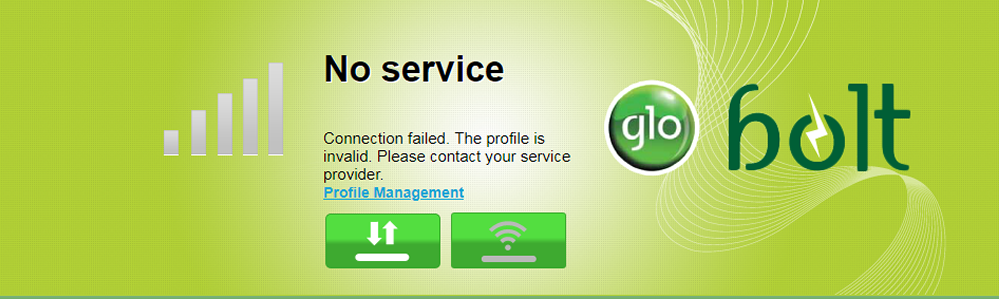 No service
Connection failed. The profile is
invalid. Please contact your service
provider.
Profile Management
glo
bolt